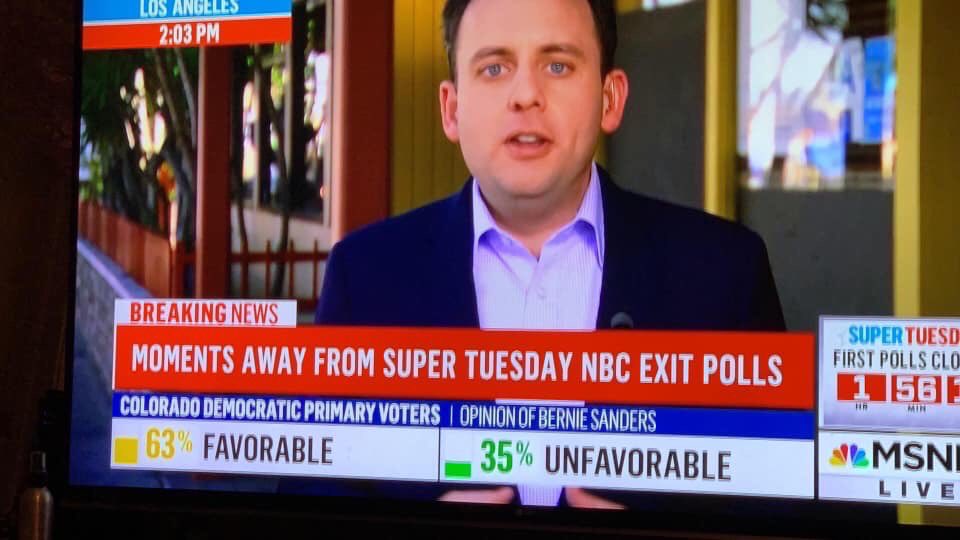 LOS ANGELES
2:03 PM
BREAKING NEWS
MOMENTS AWAY FROM SUPER TUESDAY NBC EXIT POLLS
COLORADO DEMOCRATIC PRIMARY VOTERS | OPINION OF BERNIE SANDERS
63% FAVORABLE
35% UNFAVORABLE
SUPER TUESD
FIRST POLLS CLO
1 56
HR MIN
MSN
LIVE